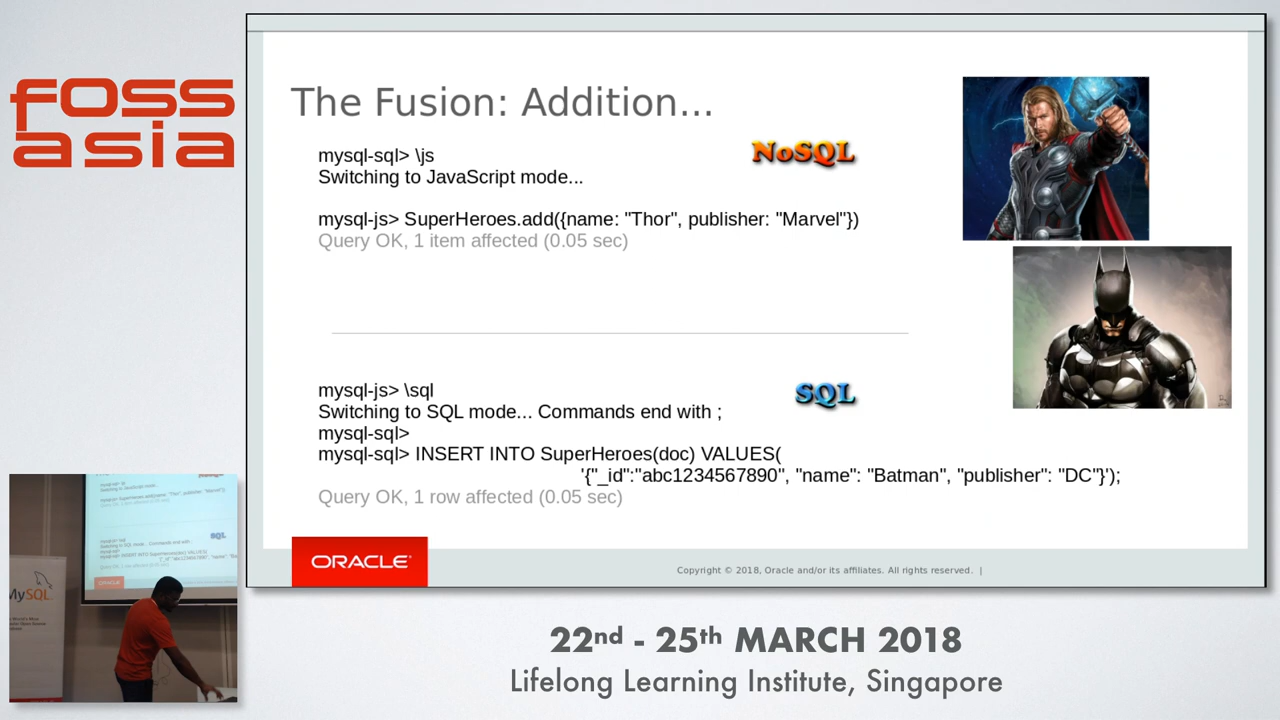 foss
asia
The Fusion: Addition...
mysql-sql> \js
Switching to JavaScript mode...
NoSQL
mysql-js> SuperHeroes.add({name: "Thor", publisher: "Marvel"})
Query OK, 1 item affected (0.05 sec)
mysql-js> \sql
Switching to SQL mode... Commands end with ;
SQL
mysql-sql>
mysql-sql> INSERT INTO SuperHeroes(doc) VALUES(
'{"_id":"abc1234567890", "name": "Batman", "publisher": "DC"}');
Query OK, 1 row affected (0.05 sec)
ORACLE®
Copyright © 2018, Oracle and/or its affiliates. All rights reserved. |
MySQL
SQL
22nd - 25th MARCH 2018
Lifelong Learning Institute, Singapore